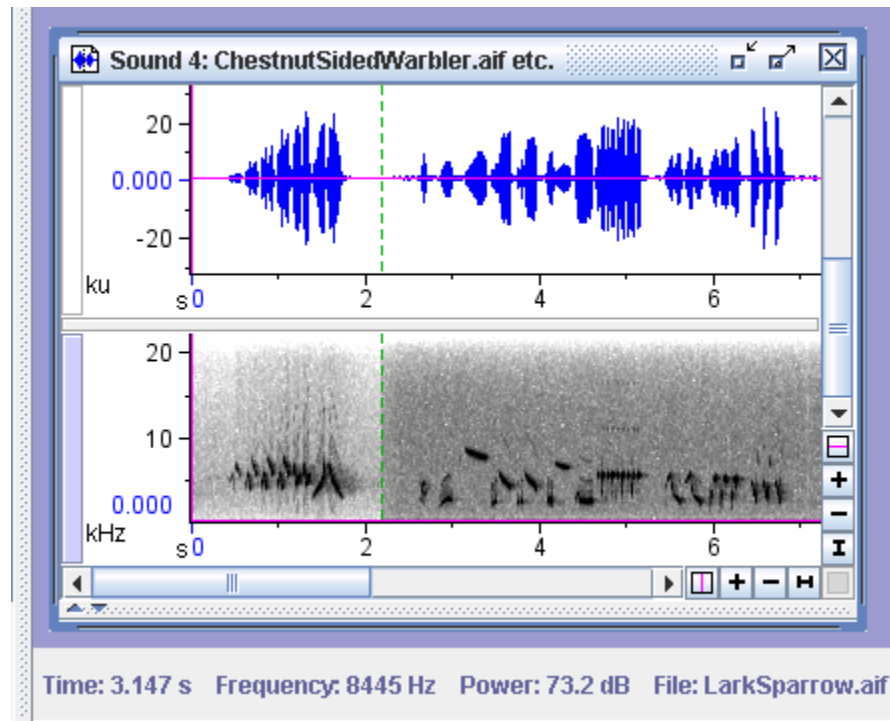 Sound 4: ChestnutSidedWarbler.aif etc.
20
0.000
-20
ku
s 0 2 4 6
20
10
0.000
kHz
s 0 2 4 6
Time: 3.147 s Frequency: 8445 Hz Power: 73.2 dB File: LarkSparrow.aif